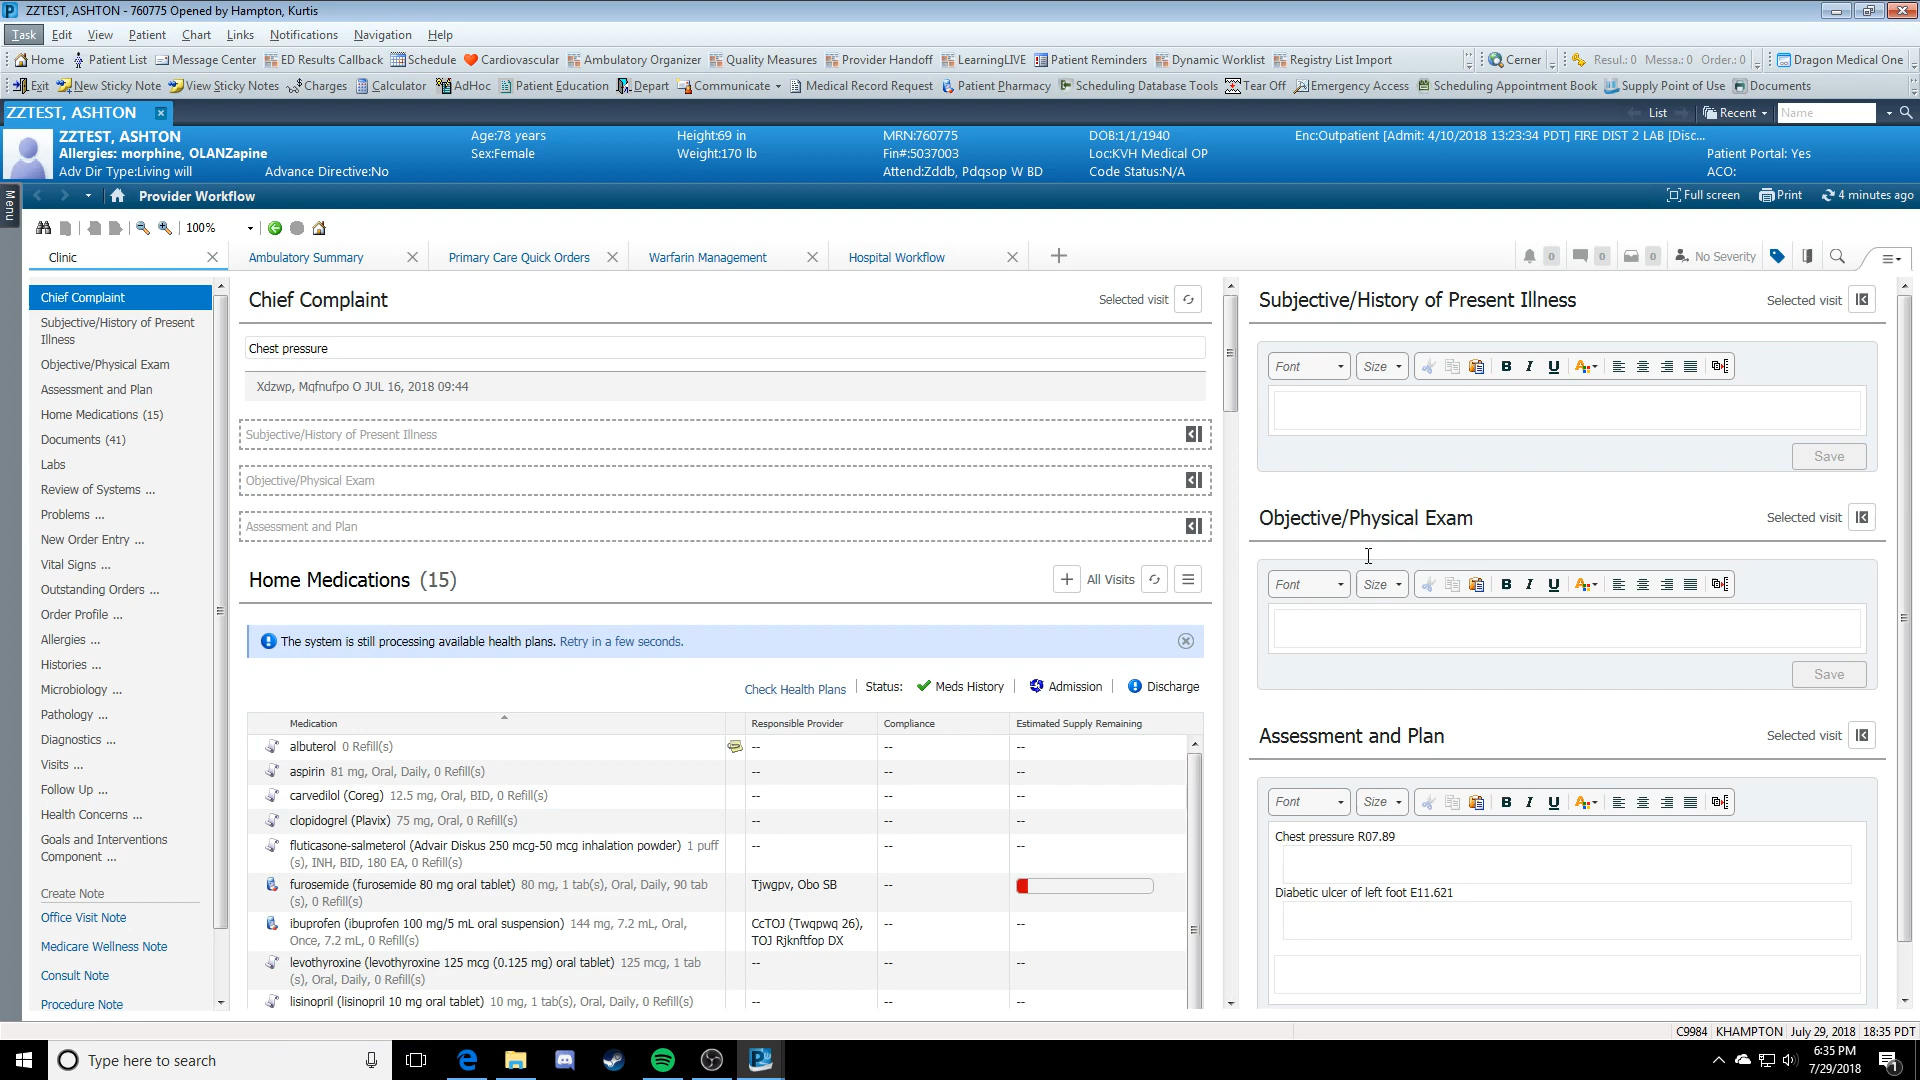 ZZTEST, ASHTON - 760775 Opened by Hampton, Kurtis
Task Edit View Patient Chart Links Notifications Navigation Help
Home Patient List Message Center ED Results Callback Schedule Cardiovascular Ambulatory Organizer Quality Measures Provider Handoff LearningLIVE Patient Reminders Dynamic Worklist Registry List Import Cerner Resul.: 0 Messa.: 0 Order.: 0 Dragon Medical One
Exit New Sticky Note View Sticky Notes Charges Calculator AdHoc Patient Education Depart Communicate Medical Record Request Patient Pharmacy Scheduling Database Tools Tear Off Emergency Access Scheduling Appointment Book Supply Point of Use Documents
ZZTEST, ASHTON List Recent Name
ZZTEST, ASHTON Age:78 years Height:69 in MRN:760775 DOB:1/1/1940 Enc:Outpatient [Admit: 4/10/2018 13:23:34 PDT] FIRE DIST 2 LAB [Disc...
Allergies: morphine, OLANZapine Sex:Female Weight:170 lb Fin#:5037003 Loc:KVH Medical OP Patient Portal: Yes
Adv Dir Type:Living will Advance Directive:No Attend:Zddb, Pdqsop W BD Code Status:N/A ACO:
Menu
Provider Workflow Full screen Print 4 minutes ago
100%
Clinic Ambulatory Summary Primary Care Quick Orders Warfarin Management Hospital Workflow 0 0 0 No Severity
Chief Complaint
Subjective/History of Present
Illness
Objective/Physical Exam
Assessment and Plan
Home Medications (15)
Documents (41)
Labs
Review of Systems ...
Problems ...
New Order Entry ...
Vital Signs ...
Outstanding Orders ...
Order Profile ...
Allergies ...
Histories ...
Microbiology ...
Pathology ...
Diagnostics ...
Visits ...
Follow Up ...
Health Concerns ...
Goals and Interventions
Component ...
Create Note
Office Visit Note
Medicare Wellness Note
Consult Note
Procedure Note
Chief Complaint Selected visit
Chest pressure
Xdzwp, Mqfnufpo O JUL 16, 2018 09:44
Subjective/History of Present Illness
Objective/Physical Exam
Assessment and Plan
Home Medications (15) All Visits
The system is still processing available health plans. Retry in a few seconds.
Check Health Plans Status: Meds History Admission Discharge
Medication Responsible Provider Compliance Estimated Supply Remaining
albuterol 0 Refill(s) -- -- --
aspirin 81 mg, Oral, Daily, 0 Refill(s) -- -- --
carvedilol (Coreg) 12.5 mg, Oral, BID, 0 Refill(s) -- -- --
clopidogrel (Plavix) 75 mg, Oral, 0 Refill(s) -- -- --
fluticasone-salmeterol (Advair Diskus 250 mcg-50 mcg inhalation powder) 1 puff -- -- --
(s), INH, BID, 180 EA, 0 Refill(s)
furosemide (furosemide 80 mg oral tablet) 80 mg, 1 tab(s), Oral, Daily, 90 tab Tjwgpv, Obo SB --
(s), 0 Refill(s)
ibuprofen (ibuprofen 100 mg/5 mL oral suspension) 144 mg, 7.2 mL, Oral, CcTOJ (Twqpwq 26), -- --
Once, 7.2 mL, 0 Refill(s) TOJ Rjknftfop DX
levothyroxine (levothyroxine 125 mcg (0.125 mg) oral tablet) 125 mcg, 1 tab -- -- --
(s), Oral, Daily, 0 Refill(s)
lisinopril (lisinopril 10 mg oral tablet) 10 mg, 1 tab(s), Oral, Daily, 0 Refill(s) -- -- --
Subjective/History of Present Illness Selected visit
Font Size B I U A
Save
Objective/Physical Exam Selected visit
Font Size B I U A
Save
Assessment and Plan Selected visit
Font Size B I U A
Chest pressure R07.89
Diabetic ulcer of left foot E11.621
C9984 KHAMPTON July 29, 2018 18:35 PDT
Type here to search
6:35 PM
7/29/2018
1